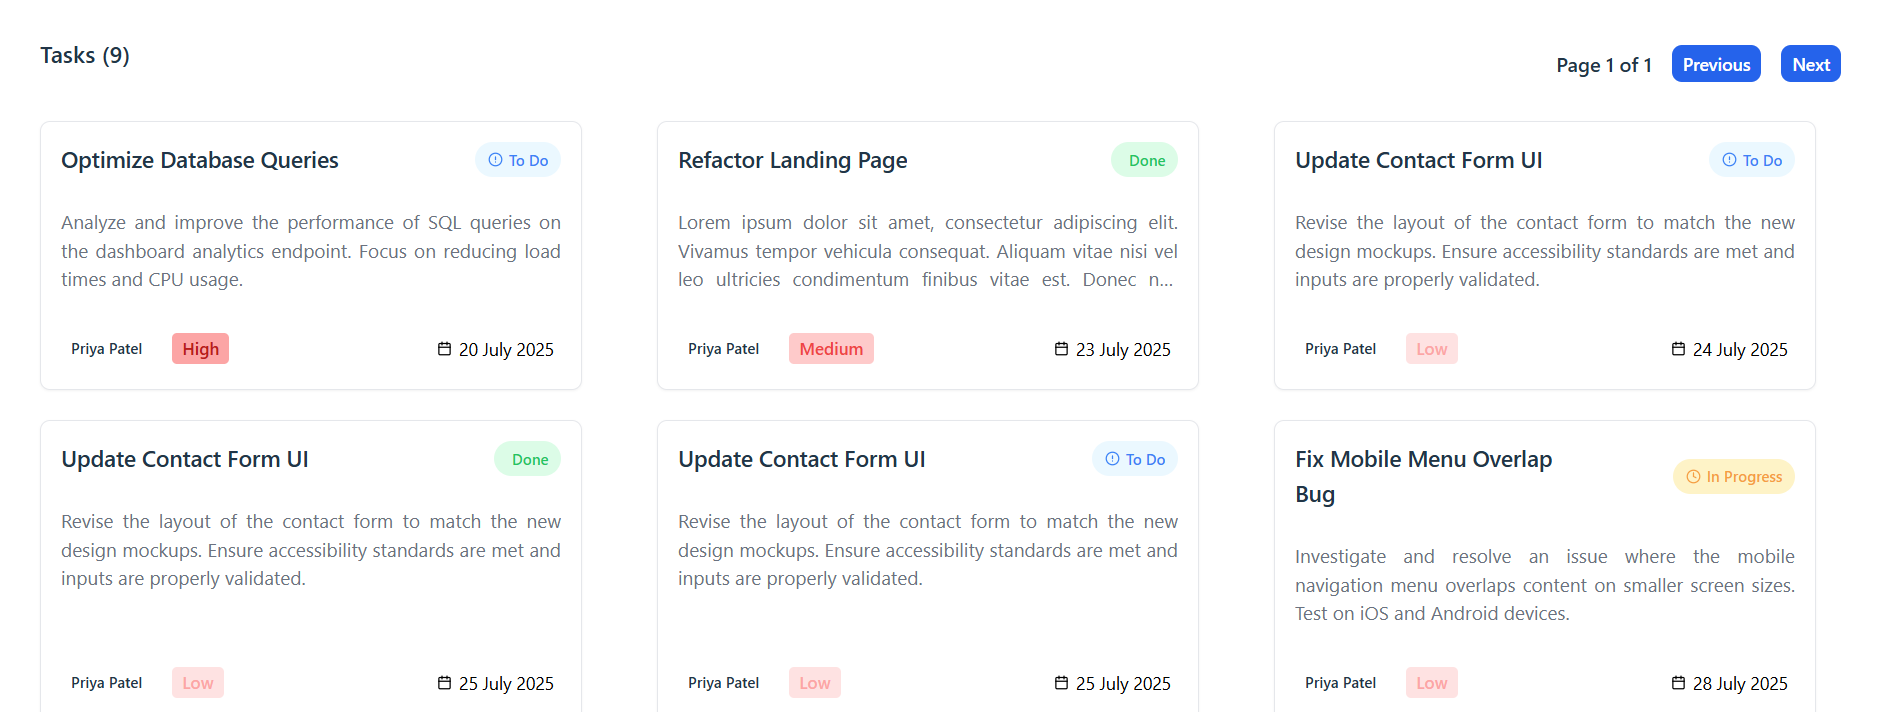 Tasks (9)
Page 1 of 1
Previous
Next
Optimize Database Queries
To Do
Analyze and improve the performance of SQL queries on
the dashboard analytics endpoint. Focus on reducing load
times and CPU usage.
Priya Patel
High
20 July 2025
Refactor Landing Page
Done
Lorem ipsum dolor sit amet, consectetur adipiscing elit.
Vivamus tempor vehicula consequat. Aliquam vitae nisi vel
leo ultricies condimentum finibus vitae est. Donec n...
Priya Patel
Medium
23 July 2025
Update Contact Form UI
To Do
Revise the layout of the contact form to match the new
design mockups. Ensure accessibility standards are met and
inputs are properly validated.
Priya Patel
Low
24 July 2025
Update Contact Form UI
Done
Revise the layout of the contact form to match the new
design mockups. Ensure accessibility standards are met and
inputs are properly validated.
Priya Patel
Low
25 July 2025
Update Contact Form UI
To Do
Revise the layout of the contact form to match the new
design mockups. Ensure accessibility standards are met and
inputs are properly validated.
Priya Patel
Low
25 July 2025
Fix Mobile Menu Overlap
Bug
In Progress
Investigate and resolve an issue where the mobile
navigation menu overlaps content on smaller screen sizes.
Test on iOS and Android devices.
Priya Patel
Low
28 July 2025